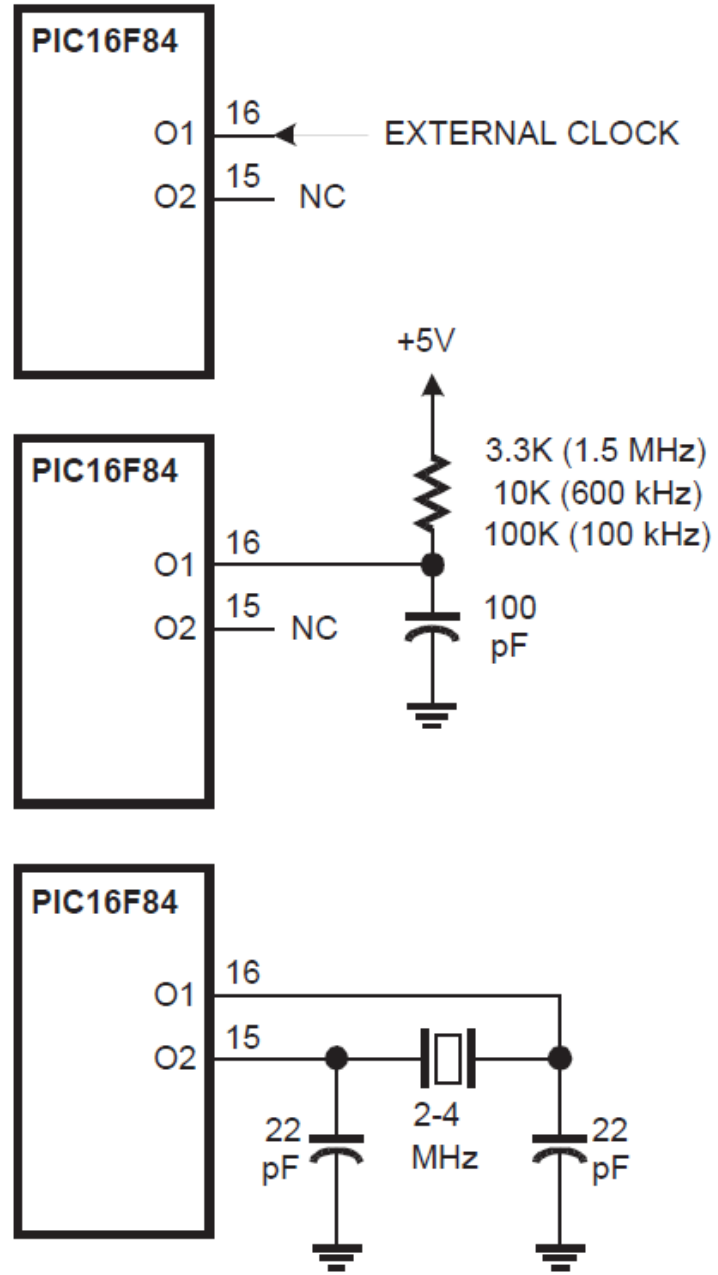 PIC16F84
16
O1
EXTERNAL CLOCK
15
O2
NC
+5V
PIC16F84
3.3K (1.5 MHz)
10K (600 kHz)
100K (100 kHz)
16
O1
15
O2
NC
100
pF
PIC16F84
16
O1
15
O2
22
pF
2-4
MHz
22
pF